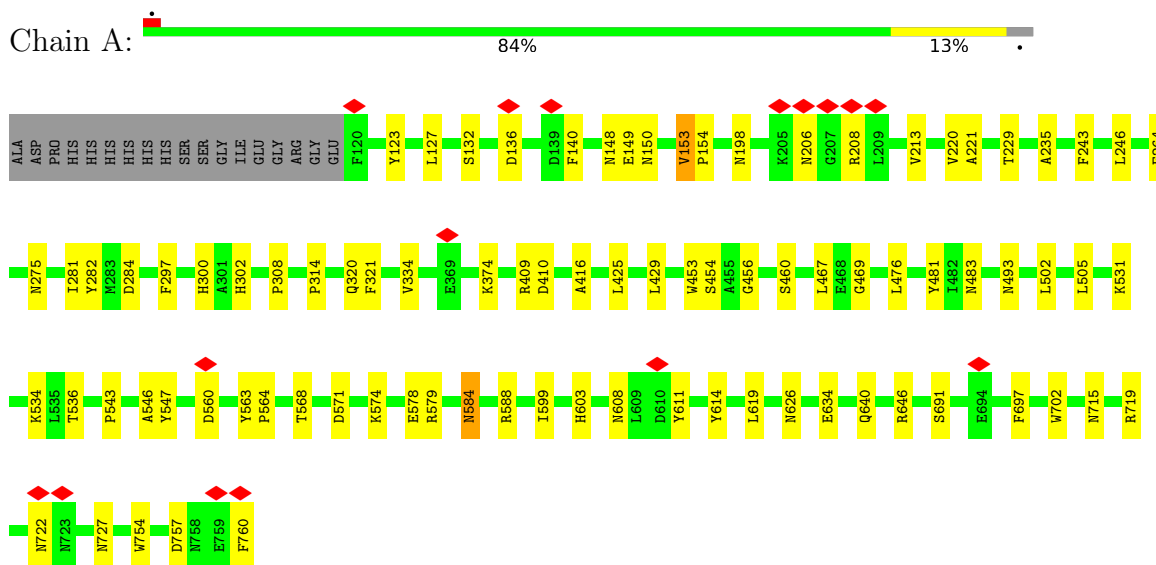 Chain A:
84% 13%
ALA ASP PRO HIS HIS HIS HIS HIS HIS SER SER GLY ILE GLU GLY ARG GLY GLU F120 Y123 L127 S132 D136 D139 F140 N148 E149 N150 V153 P154 N198 K205 N206 G207 R208 L209 V213 V220 A221 T229 A235 F243 L246
N275 I281 Y282 M283 D284 F297 H300 A301 H302 P308 P314 Q320 F321 V334 E369 K374 R409 D410 A416 L425 L429 W453 S454 A455 G456 S460 L467 E468 G469 L476 Y481 I482 N483 N493 L502 L505 K531
K534 L535 T536 P543 A546 Y547 D560 Y563 P564 T568 D571 K574 E578 R579 N584 R588 I599 H603 N608 L609 D610 Y611 Y614 L619 N626 E634 Q640 R646 S691 E694 F697 W702 N715 R719
N722 N723 N727 W754 D757 N758 E759 F760